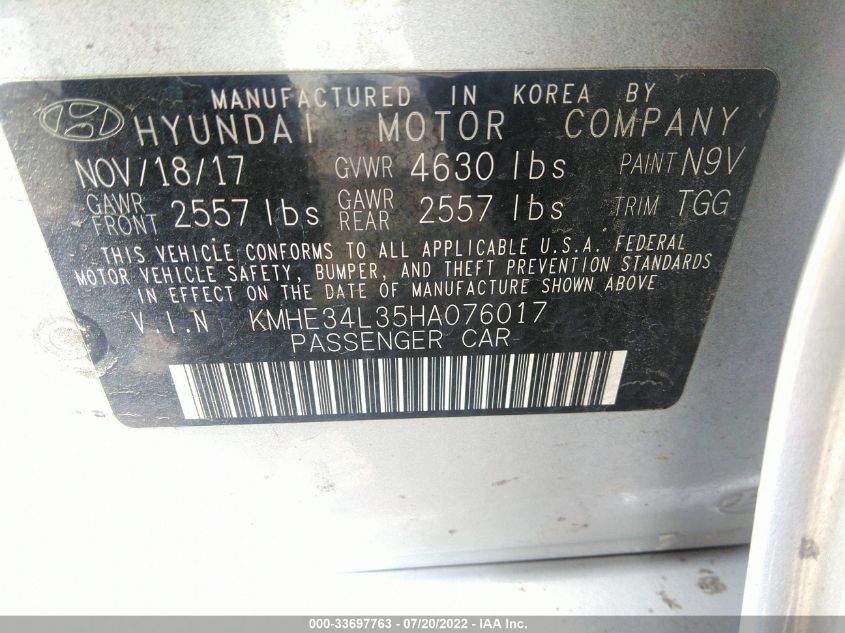 MANUFACTURED IN KOREA BY
HYUNDAI MOTOR COMPANY
NOV/18/17 GVWR 4630 lbs PAINT N9V
GAWR FRONT 2557 lbs GAWR REAR 2557 lbs TRIM TGG
THIS VEHICLE CONFORMS TO ALL APPLICABLE U.S.A. FEDERAL
MOTOR VEHICLE SAFETY, BUMPER, AND THEFT PREVENTION STANDARDS
IN EFFECT ON THE DATE OF MANUFACTURE SHOWN ABOVE
V.I.N KMHE34L35HA076017
PASSENGER CAR
000-33697763 / 07/20/2022 - IAA Inc.